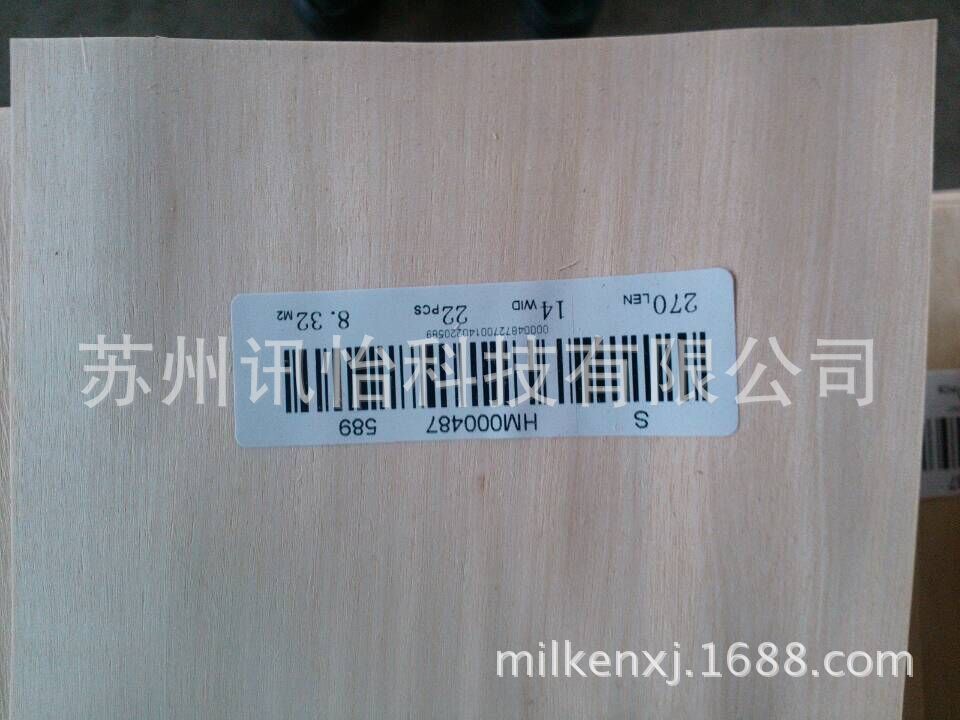 S HM000487 589
00004872700140220589
270 LEN 14 WID 22 PCS 8.32 M2
苏州讯怡科技有限公司
milkenxj.1688.com